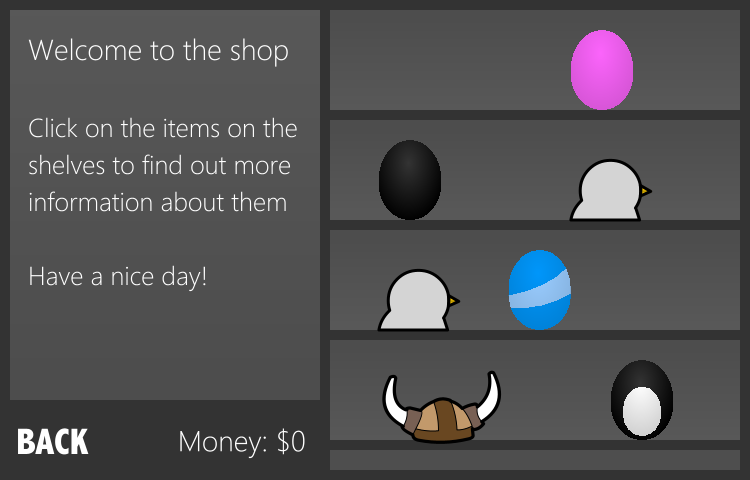 Welcome to the shop
Click on the items on the
shelves to find out more
information about them
Have a nice day!
BACK
Money: $0